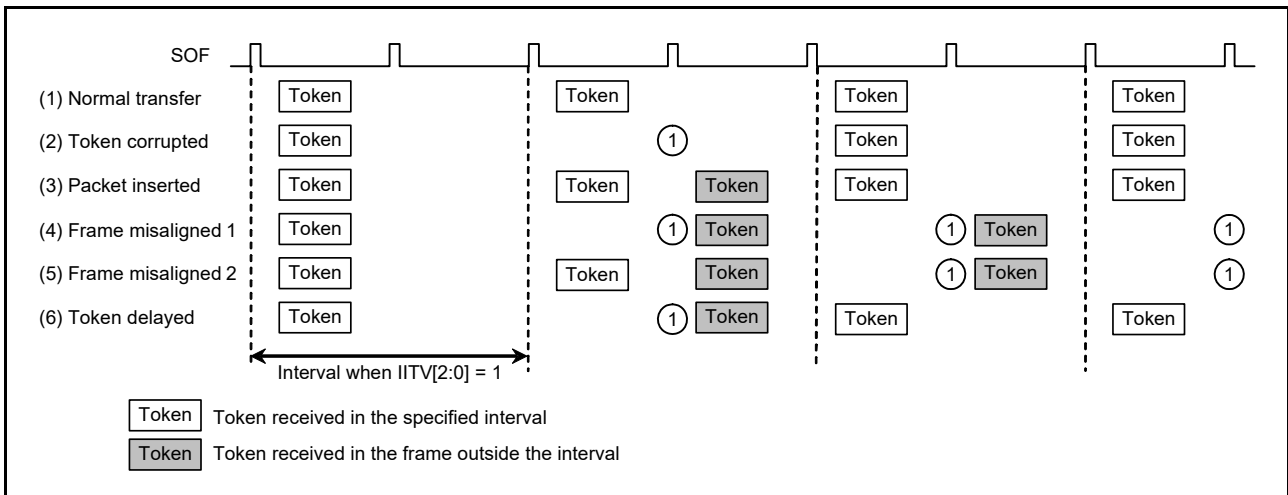 SOF
(1) Normal transfer Token Token Token Token
(2) Token corrupted Token 1 Token Token
(3) Packet inserted Token Token Token Token Token
(4) Frame misaligned 1 Token 1 Token 1 Token 1
(5) Frame misaligned 2 Token Token Token 1 Token 1
(6) Token delayed Token 1 Token Token Token
Interval when IITV[2:0] = 1
Token Token received in the specified interval
Token Token received in the frame outside the interval